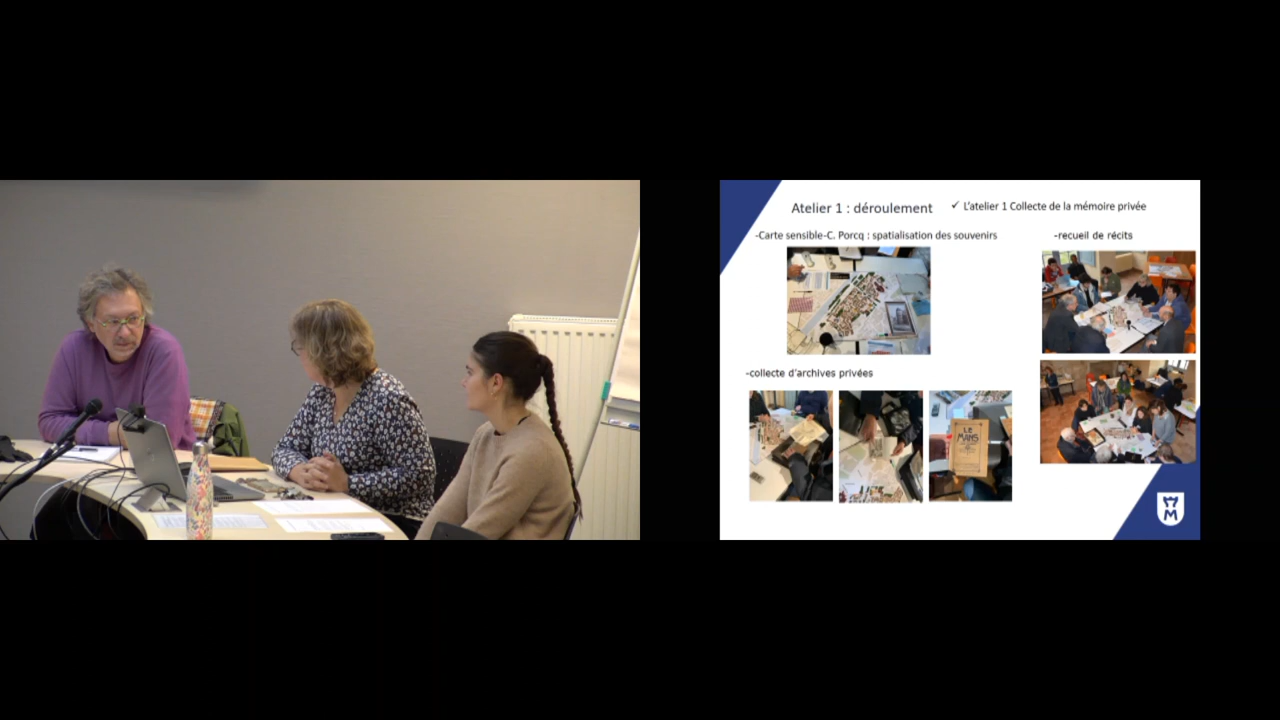 Atelier 1 : déroulement
✓ L'atelier 1 Collecte de la mémoire privée
-Carte sensible-C. Porcq : spatialisation des souvenirs
-recueil de récits
-collecte d'archives privées
LE
MANS
M